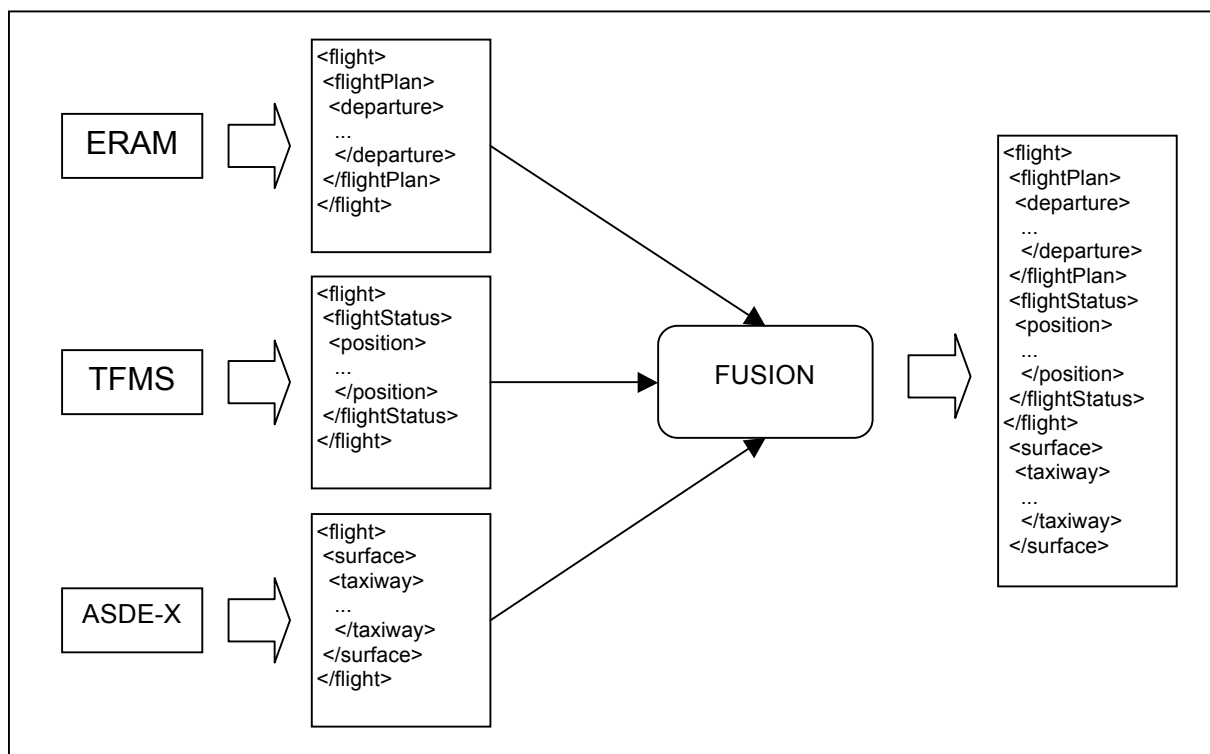 ERAM
<flight>
<flightPlan>
<departure>
...
</departure>
</flightPlan>
</flight>
TFMS
<flight>
<flightStatus>
<position>
...
</position>
</flightStatus>
</flight>
ASDE-X
<flight>
<surface>
<taxiway>
...
</taxiway>
</surface>
</flight>
FUSION
<flight>
<flightPlan>
<departure>
...
</departure>
</flightPlan>
<flightStatus>
<position>
...
</position>
</flightStatus>
</flight>
<surface>
<taxiway>
...
</taxiway>
</surface>